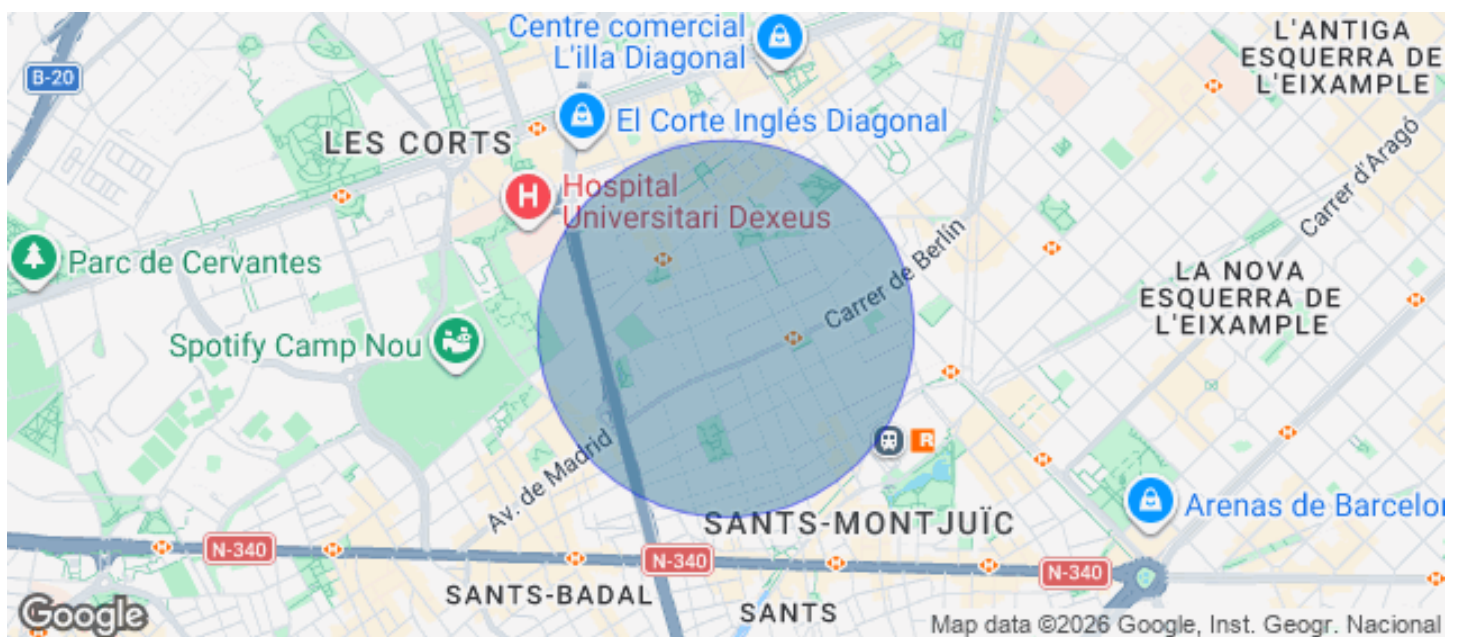 Centre comercial
L'illa Diagonal
L'ANTIGA
ESQUERRA DE
L'EIXAMPLE
B-20
El Corte Inglés Diagonal
LES CORTS
Carrer d'Aragó
H
Hospital
Universitari Dexeus
Parc de Cervantes
Carrer de Berlín
LA NOVA
ESQUERRA DE
L'EIXAMPLE
Spotify Camp Nou
Av. de Madrid
R
Arenas de Barcelo
SANTS-MONTJUÏC
N-340
N-340
N-340
SANTS-BADAL
SANTS
Google
Map data ©2026 Google, Inst. Geogr. Nacional